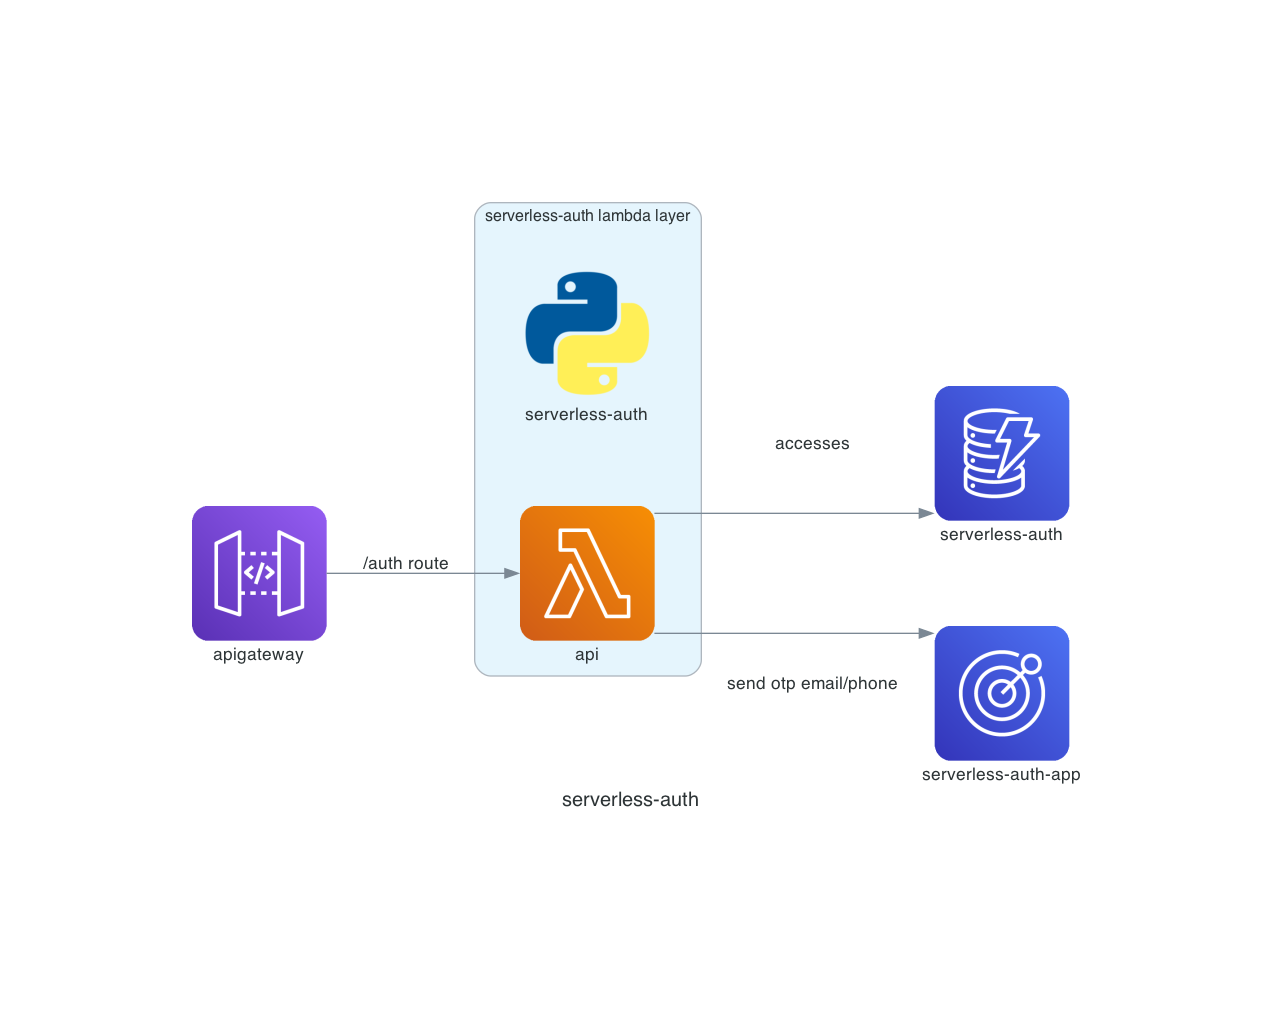 serverless-auth lambda layer
serverless-auth
accesses
serverless-auth
/auth route
apigateway
api
send otp email/phone
serverless-auth-app
serverless-auth